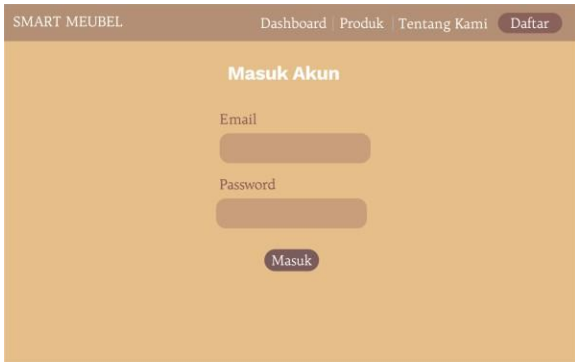 SMART MEUBEL
Dashboard | Produk | Tentang Kami Daftar
Masuk Akun
Email
Password
Masuk